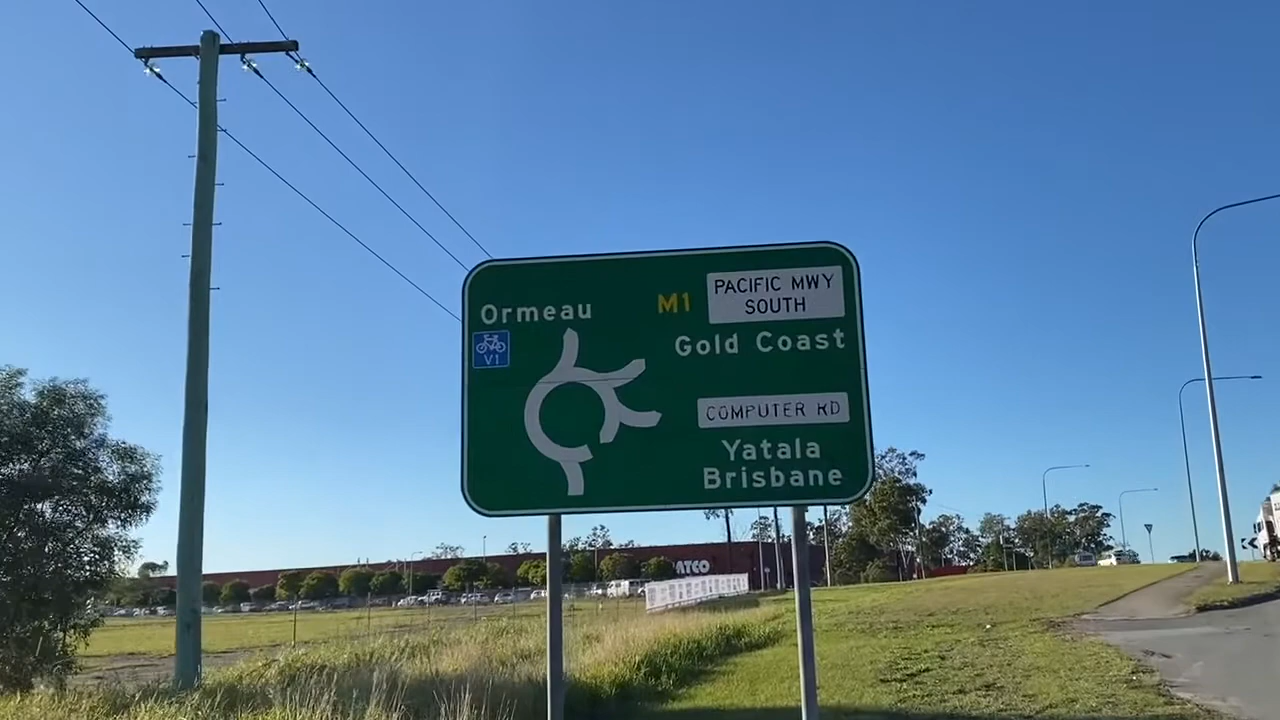 Ormeau
V1
M1 PACIFIC MWY
SOUTH
Gold Coast
COMPUTER RD
Yatala
Brisbane